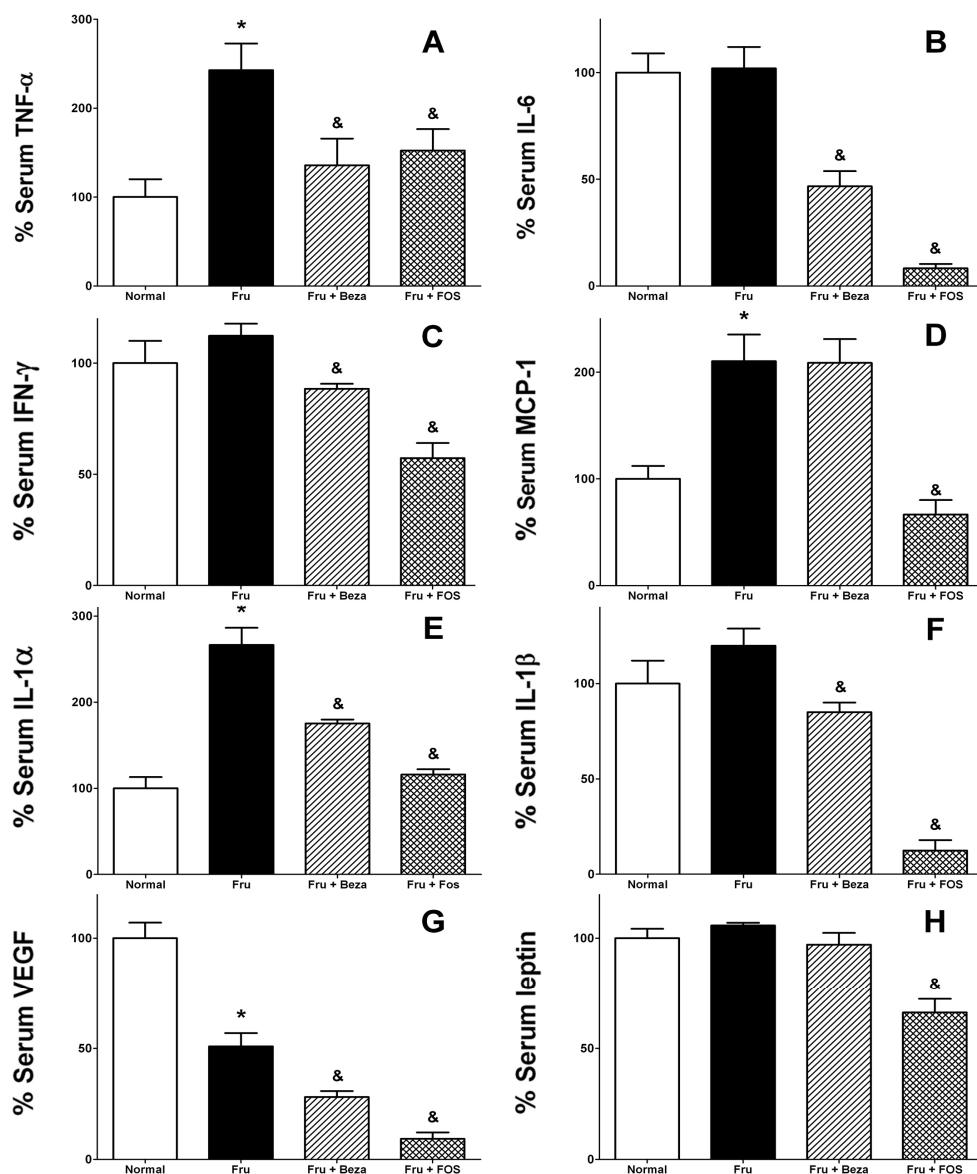 300
200
100
0
% Serum TNF-α
A
*
&
&
Normal Fru Fru + Beza Fru + FOS
100
50
0
% Serum IL-6
B
&
&
Normal Fru Fru + Beza Fru + FOS
100
50
0
% Serum IFN-γ
C
&
&
Normal Fru Fru + Beza Fru + FOS
200
100
0
% Serum MCP-1
D
*
&
Normal Fru Fru + Beza Fru + FOS
300
200
100
0
% Serum IL-1α
E
*
&
&
Normal Fru Fru + Beza Fru + Fos
100
50
0
% Serum IL-1β
F
&
&
Normal Fru Fru + Beza Fru + FOS
100
50
0
% Serum VEGF
G
*
&
&
Normal Fru Fru + Beza Fru + FOS
100
50
0
% Serum leptin
H
&
Normal Fru Fru + Beza Fru + FOS